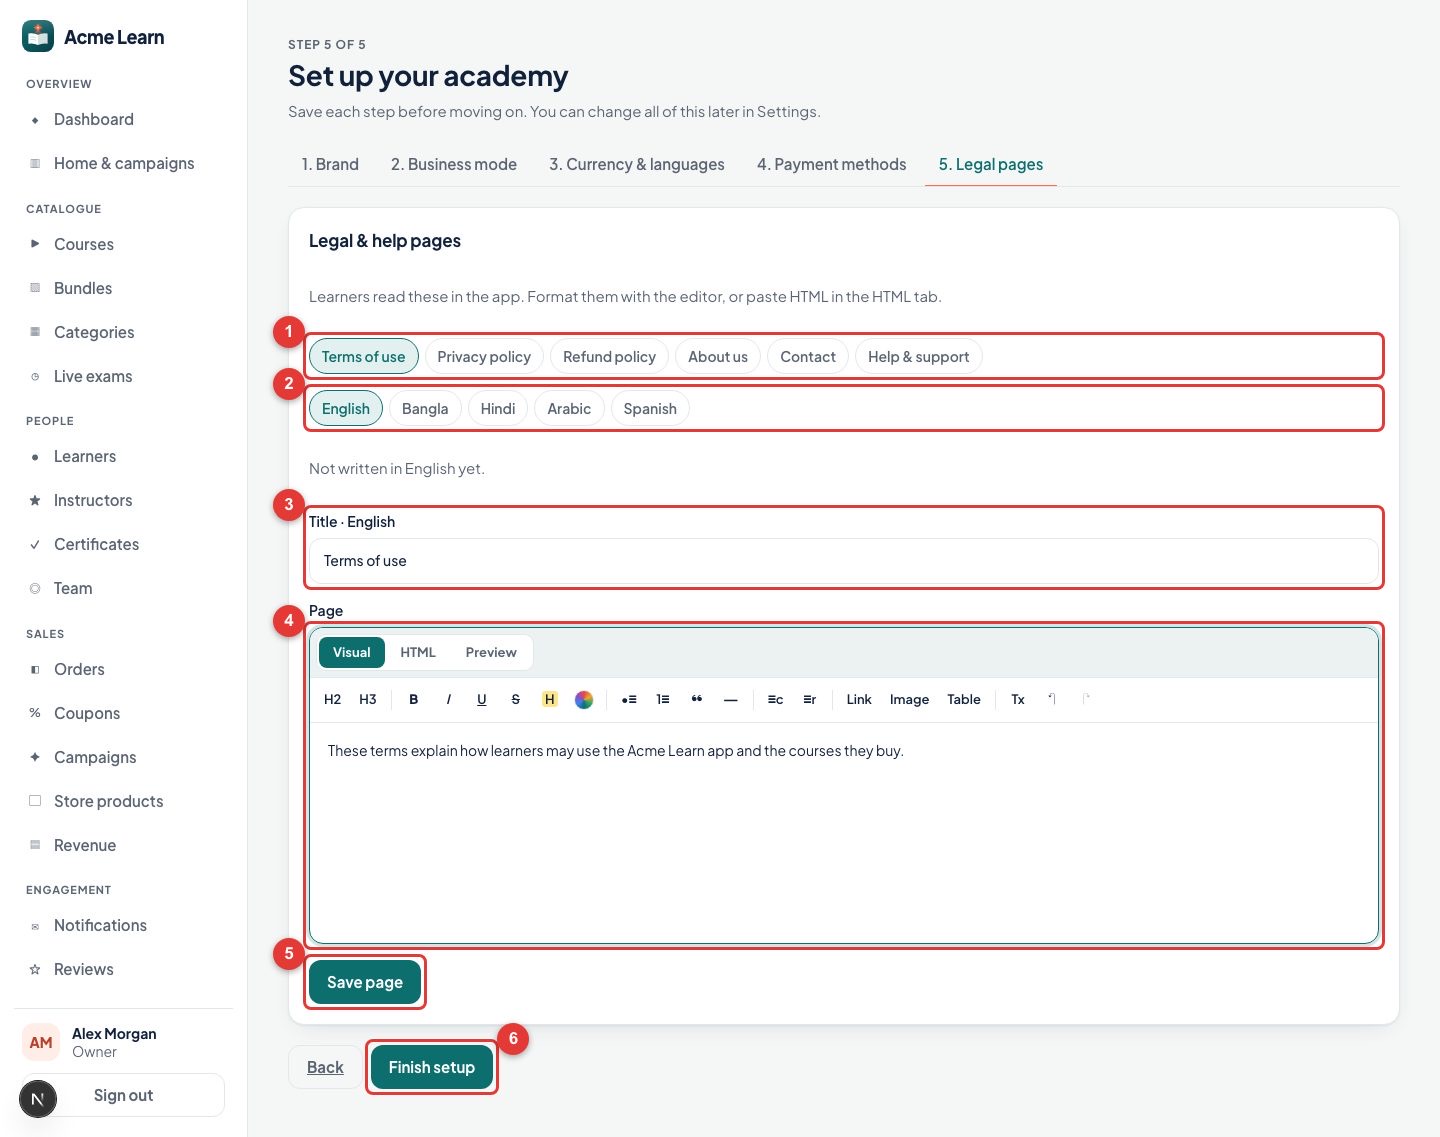 Acme Learn
OVERVIEW
Dashboard
Home & campaigns
CATALOGUE
Courses
Bundles
Categories
Live exams
PEOPLE
Learners
Instructors
Certificates
Team
SALES
Orders
% Coupons
Campaigns
Store products
Revenue
ENGAGEMENT
Notifications
Reviews
AM
Alex Morgan
Owner
N
Sign out
STEP 5 OF 5
Set up your academy
Save each step before moving on. You can change all of this later in Settings.
1. Brand 2. Business mode 3. Currency & languages 4. Payment methods 5. Legal pages
Legal & help pages
Learners read these in the app. Format them with the editor, or paste HTML in the HTML tab.
1
Terms of use Privacy policy Refund policy About us Contact Help & support
2
English Bangla Hindi Arabic Spanish
Not written in English yet.
3
Title · English
Terms of use
Page
4
Visual HTML Preview
H2 H3 B I U S H •≡ 1≡ ❝ — ≡c ≡r Link Image Table Tx
These terms explain how learners may use the Acme Learn app and the courses they buy.
5
Save page
6
Back Finish setup